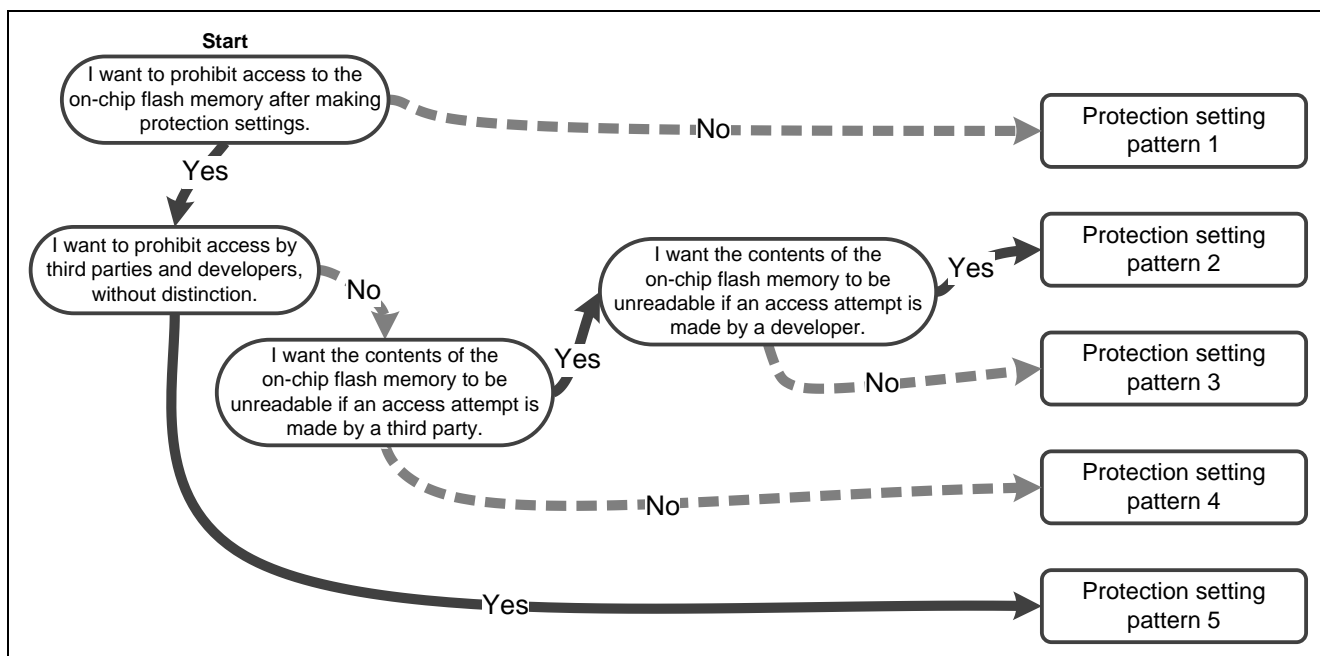 Start
I want to prohibit access to the
on-chip flash memory after making
protection settings.
No
Protection setting
pattern 1
Yes
I want to prohibit access by
third parties and developers,
without distinction.
No
I want the contents of the
on-chip flash memory to be
unreadable if an access attempt is
made by a third party.
Yes
I want the contents of the
on-chip flash memory to be
unreadable if an access attempt is
made by a developer.
Yes
Protection setting
pattern 2
No
Protection setting
pattern 3
No
Protection setting
pattern 4
Yes
Protection setting
pattern 5